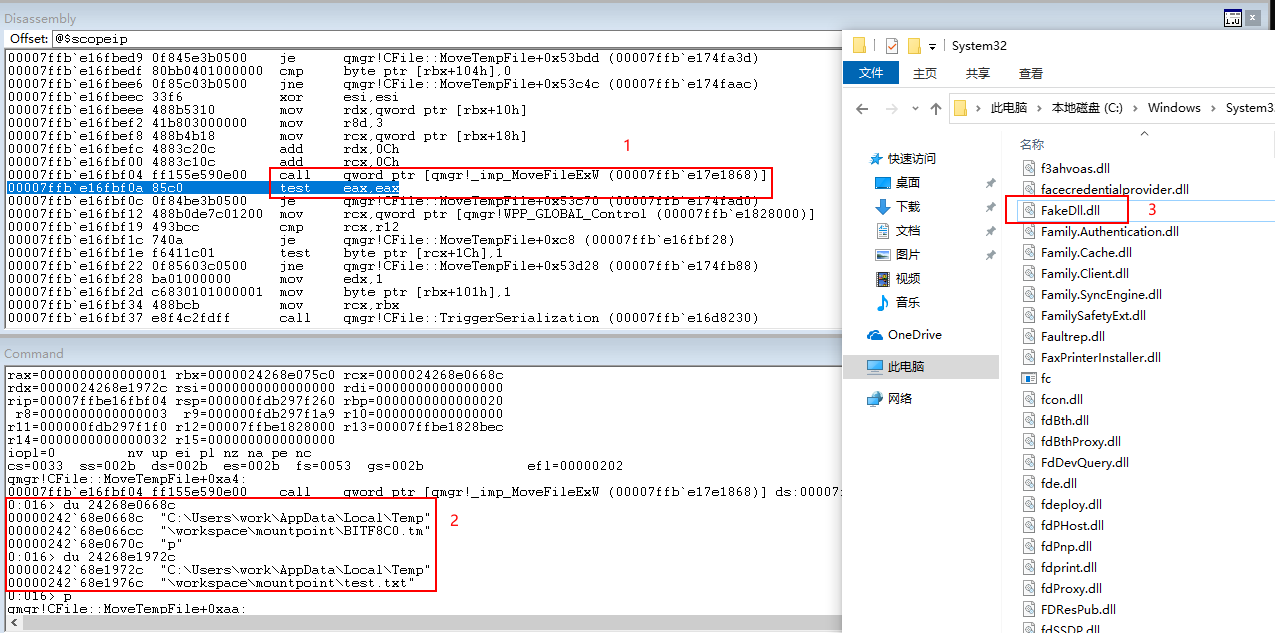 Disassembly
Offset: @$scopeip
00007ffb`e16fbed9 0f845e3b0500 je qmgr!CFile::MoveTempFile+0x53bdd (00007ffb`e174fa3d)
00007ffb`e16fbedf 80bb0401000000 cmp byte ptr [rbx+104h],0
00007ffb`e16fbee6 0f85c03b0500 jne qmgr!CFile::MoveTempFile+0x53c4c (00007ffb`e174faac)
00007ffb`e16fbeec 33f6 xor esi,esi
00007ffb`e16fbeee 488b5310 mov rdx,qword ptr [rbx+10h]
00007ffb`e16fbef2 41b803000000 mov r8d,3
00007ffb`e16fbef8 488b4b18 mov rcx,qword ptr [rbx+18h]
00007ffb`e16fbefc 4883c20c add rdx,0Ch
00007ffb`e16fbf00 4883c10c add rcx,0Ch
1
00007ffb`e16fbf04 ff155e590e00 call qword ptr [qmgr!_imp_MoveFileExW (00007ffb`e17e1868)]
00007ffb`e16fbf0a 85c0 test eax,eax
00007ffb`e16fbf0c 0f84be3b0500 je qmgr!CFile::MoveTempFile+0x53c70 (00007ffb`e174fad0)
00007ffb`e16fbf12 488b0de7c01200 mov rcx,qword ptr [qmgr!WPP_GLOBAL_Control (00007ffb`e1828000)]
00007ffb`e16fbf19 493bcc cmp rcx,r12
00007ffb`e16fbf1c 740a je qmgr!CFile::MoveTempFile+0xc8 (00007ffb`e16fbf28)
00007ffb`e16fbf1e f6411c01 test byte ptr [rcx+1Ch],1
00007ffb`e16fbf22 0f85603c0500 jne qmgr!CFile::MoveTempFile+0x53d28 (00007ffb`e174fb88)
00007ffb`e16fbf28 ba01000000 mov edx,1
00007ffb`e16fbf2d c6830101000001 mov byte ptr [rbx+101h],1
00007ffb`e16fbf34 488bcb mov rcx,rbx
00007ffb`e16fbf37 e8f4c2fdff call qmgr!CFile::TriggerSerialization (00007ffb`e16d8230)
Command
rax=0000000000000001 rbx=0000024268e075c0 rcx=0000024268e0668c
rdx=0000024268e1972c rsi=0000000000000000 rdi=0000000000000000
rip=00007ffbe16fbf04 rsp=000000fdb297f260 rbp=0000000000000020
r8=0000000000000003 r9=000000fdb297f1a9 r10=0000000000000000
r11=000000fdb297f1f0 r12=00007ffbe1828000 r13=00007ffbe1828bec
r14=0000000000000032 r15=0000000000000000
iopl=0 nv up ei pl nz na pe nc
cs=0033 ss=002b ds=002b es=002b fs=0053 gs=002b efl=00000202
qmgr!CFile::MoveTempFile+0xa4:
00007ffb`e16fbf04 ff155e590e00 call qword ptr [qmgr!_imp_MoveFileExW (00007ffb`e17e1868)] ds:00007
0:016> du 24268e0668c
00000242`68e0668c "C:\Users\work\AppData\Local\Temp"
00000242`68e066cc "\workspace\mountpoint\BITF8C0.tm"
00000242`68e0670c "p"
2
0:016> du 24268e1972c
00000242`68e1972c "C:\Users\work\AppData\Local\Temp"
00000242`68e1976c "\workspace\mountpoint\test.txt"
0:016> p
qmgr!CFile::MoveTempFile+0xaa:
System32
文件 主页 共享 查看
此电脑 本地磁盘 (C:) Windows System3
快速访问
桌面
下载
文档
图片
视频
音乐
OneDrive
此电脑
网络
名称
f3ahvoas.dll
facecredentialprovider.dll
FakeDll.dll
3
Family.Authentication.dll
Family.Cache.dll
Family.Client.dll
Family.SyncEngine.dll
FamilySafetyExt.dll
Faultrep.dll
FaxPrinterInstaller.dll
fc
fcon.dll
fdBth.dll
fdBthProxy.dll
FdDevQuery.dll
fde.dll
fdeploy.dll
fdPHost.dll
fdPnp.dll
fdprint.dll
fdProxy.dll
FDResPub.dll
fdSSDP.dll